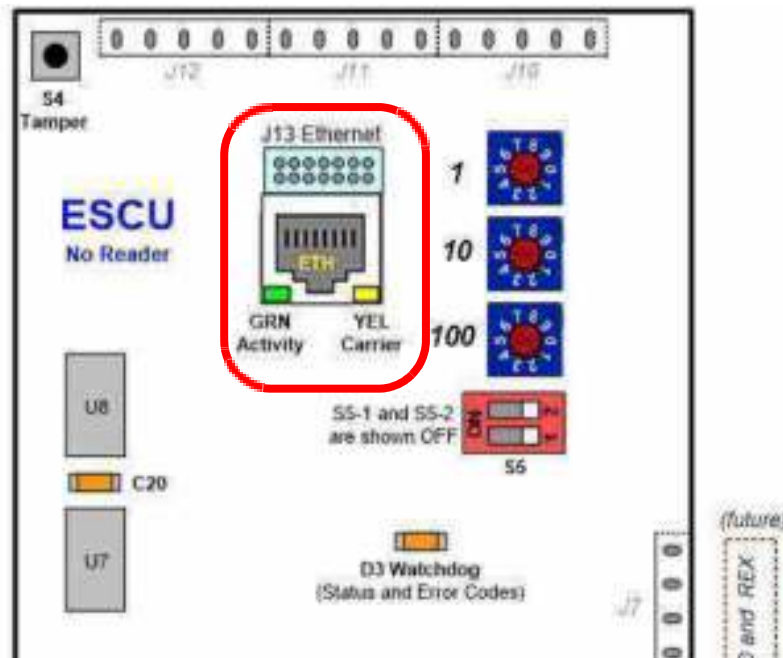 J12 J11 J10
S4
Tamper
J13 Ethernet
ESCU
No Reader
1
10
100
ETH
GRN
Activity
YEL
Carrier
U8
S5-1 and S5-2
are shown OFF
ON
2
1
S5
C20
U7
D3 Watchdog
(Status and Error Codes)
J7
(future)
and REX